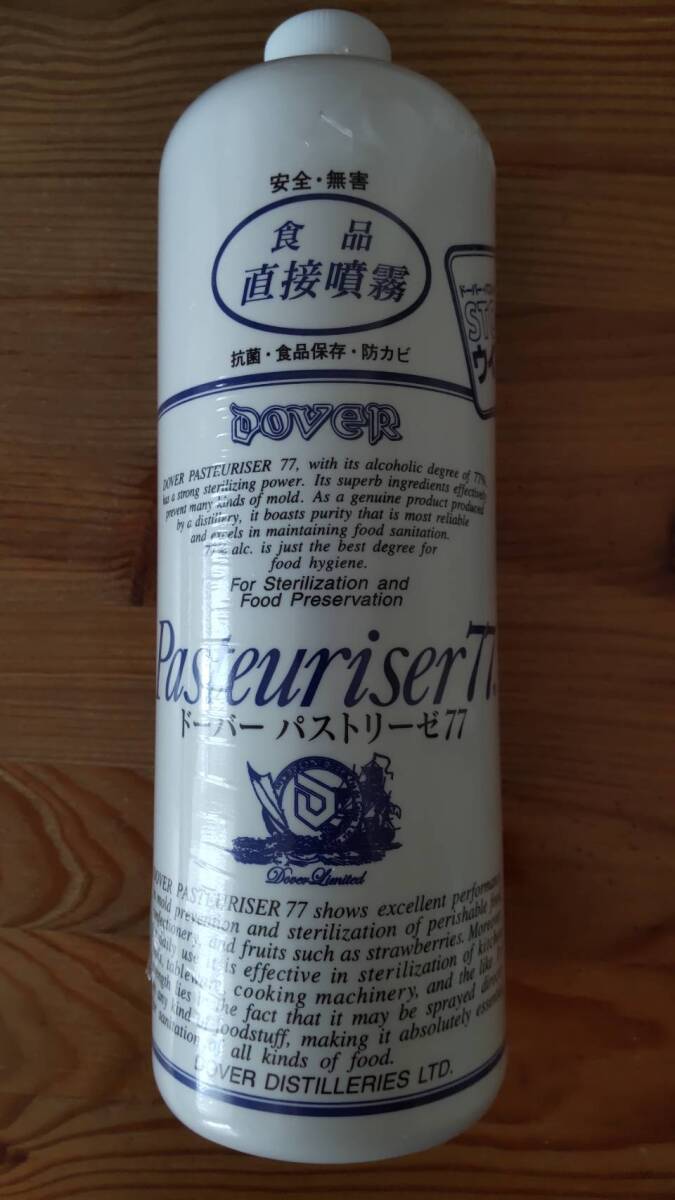 安全・無害
食品
直接噴霧
抗菌・食品保存・防カビ
DOVER
DOVER PASTEURISER 77, with its alcoholic degree of 77%,
has a strong sterilizing power. Its superb ingredients effectively
prevent many kinds of mold. As a genuine product produced
by a distillery, it boasts purity that is most reliable
and excels in maintaining food sanitation.
77% alc. is just the best degree for
food hygiene.
For Sterilization and
Food Preservation
Pasteuriser 77
ドーバー パストリーゼ77
Dover Limited
DOVER PASTEURISER 77 shows excellent performance
mold prevention and sterilization of perishable
and fruits such as strawberries.
daily use it is effective in sterilization of
tableware, cooking machinery, and the like
lies in the fact that it may be sprayed
any kind of foodstuff, making it absolutely
sanitation of all kinds of food.
DOVER DISTILLERIES LTD.